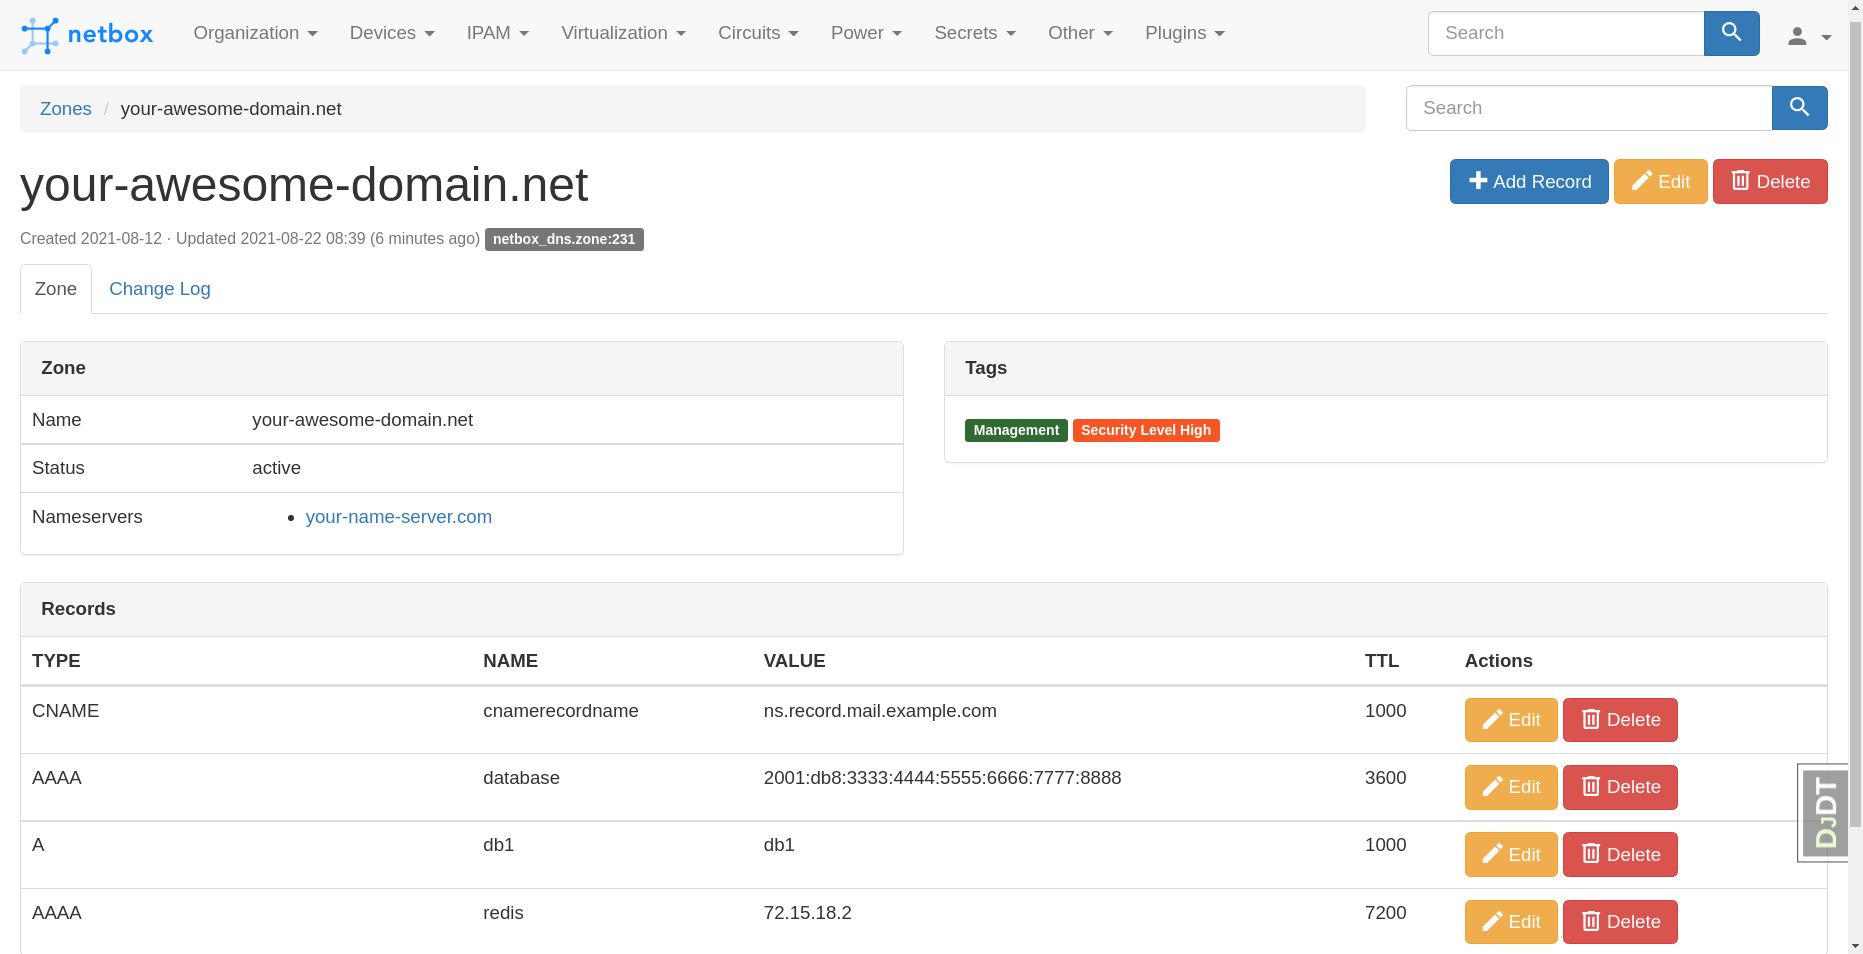 netbox Organization Devices IPAM Virtualization Circuits Power Secrets Other Plugins Search
Zones / your-awesome-domain.net Search
your-awesome-domain.net Add Record Edit Delete
Created 2021-08-12 · Updated 2021-08-22 08:39 (6 minutes ago) netbox_dns.zone:231
Zone Change Log
Zone
Name your-awesome-domain.net
Status active
Nameservers • your-name-server.com
Tags
Management Security Level High
Records
TYPE NAME VALUE TTL Actions
CNAME cnamerecordname ns.record.mail.example.com 1000 Edit Delete
AAAA database 2001:db8:3333:4444:5555:6666:7777:8888 3600 Edit Delete
A db1 db1 1000 Edit Delete
AAAA redis 72.15.18.2 7200 Edit Delete
DJDT